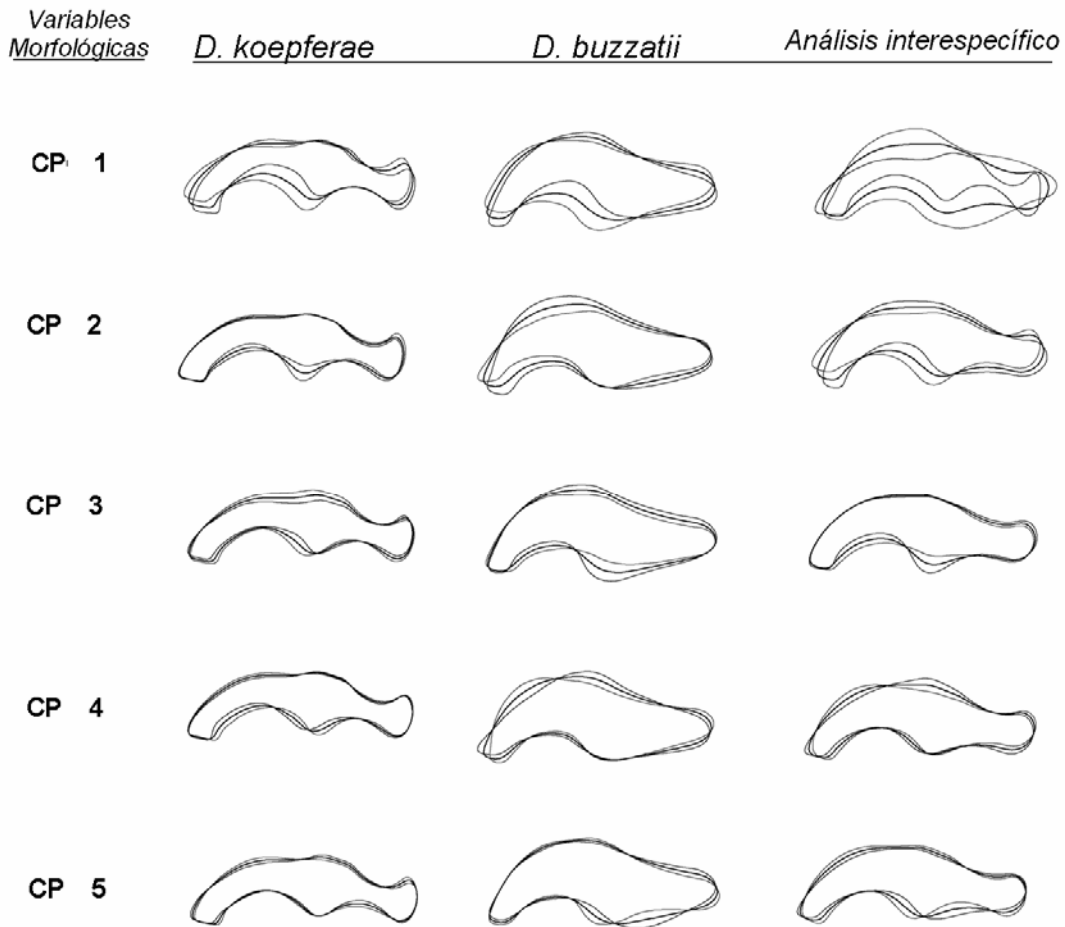 Variables
Morfológicas
D. koepferae
D. buzzatii
Análisis interespecífico
CP 1
CP 2
CP 3
CP 4
CP 5